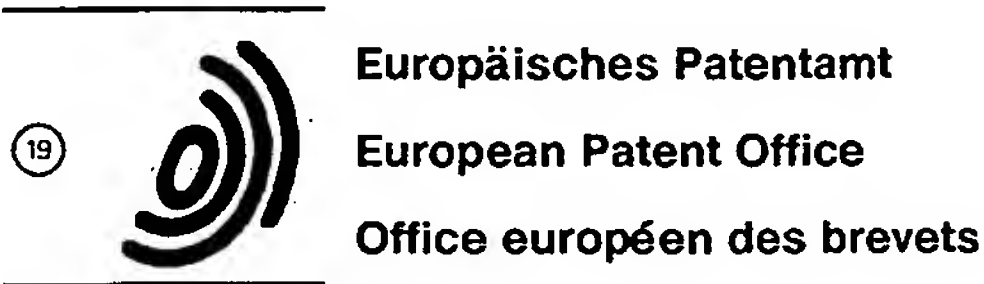 19
Europäisches Patentamt
European Patent Office
Office européen des brevets